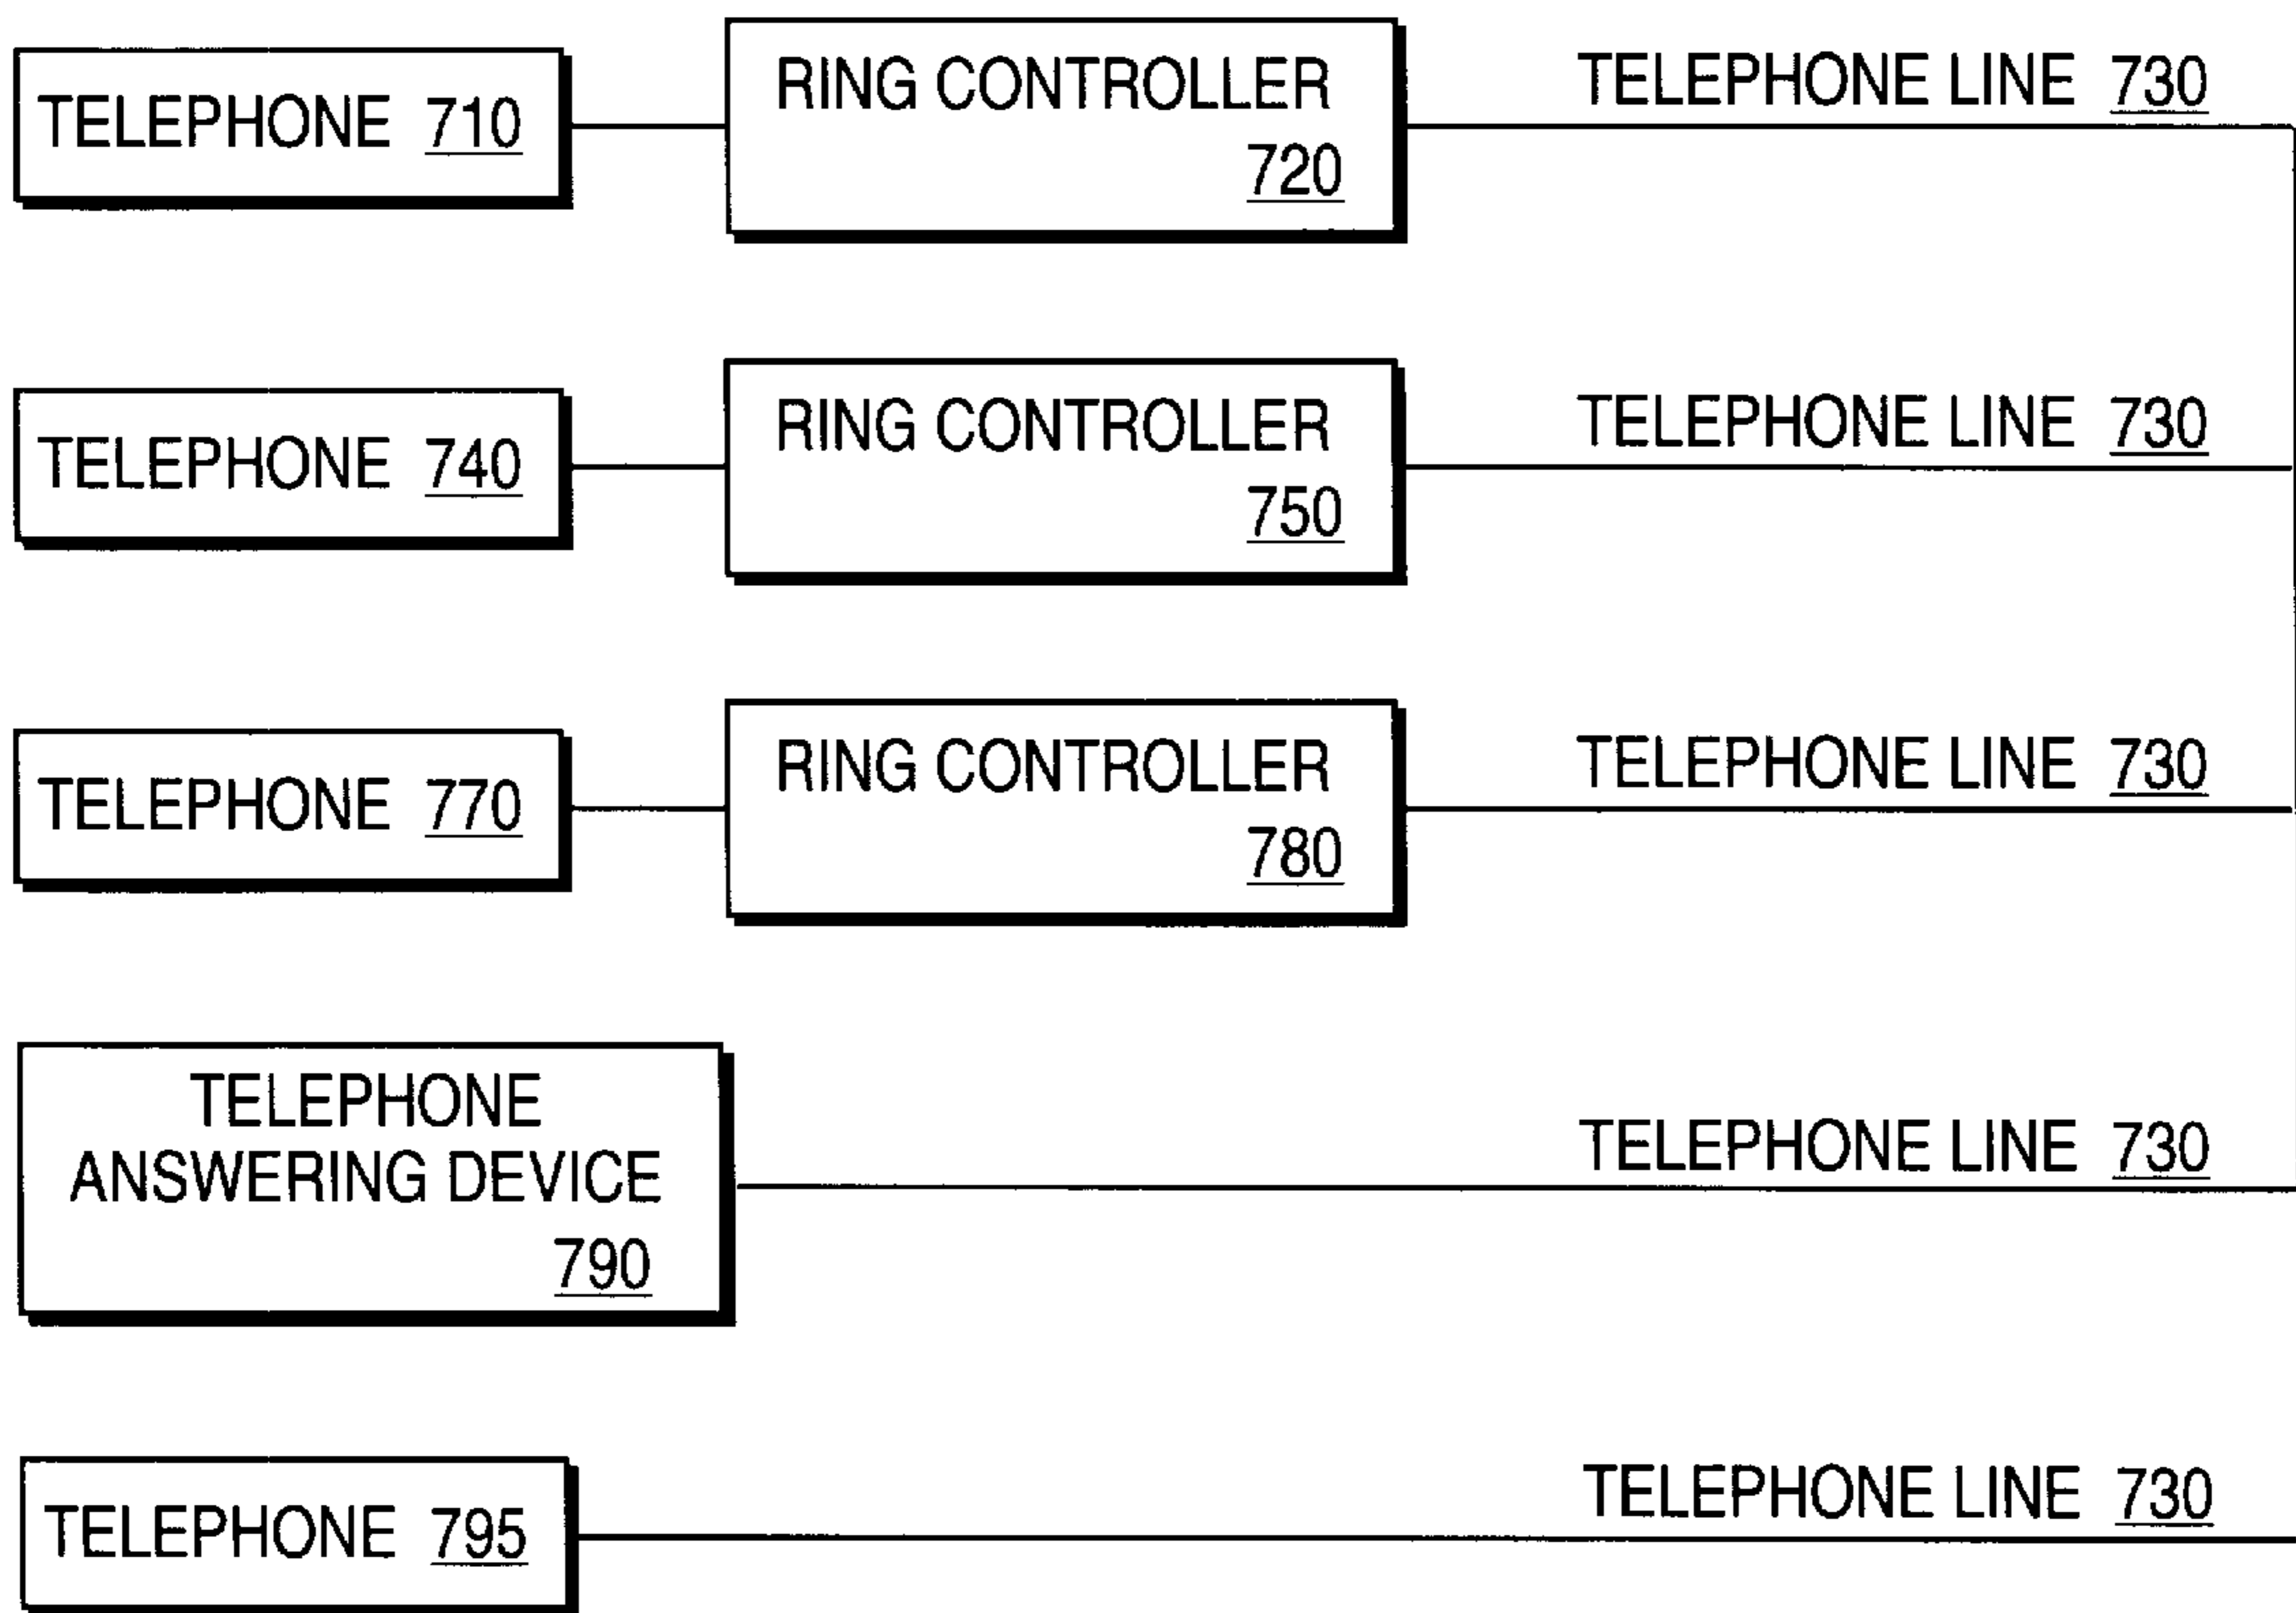 TELEPHONE 710
RING CONTROLLER
720
TELEPHONE LINE 730
TELEPHONE 740
RING CONTROLLER
750
TELEPHONE LINE 730
TELEPHONE 770
RING CONTROLLER
780
TELEPHONE LINE 730
TELEPHONE
ANSWERING DEVICE
790
TELEPHONE LINE 730
TELEPHONE 795
TELEPHONE LINE 730